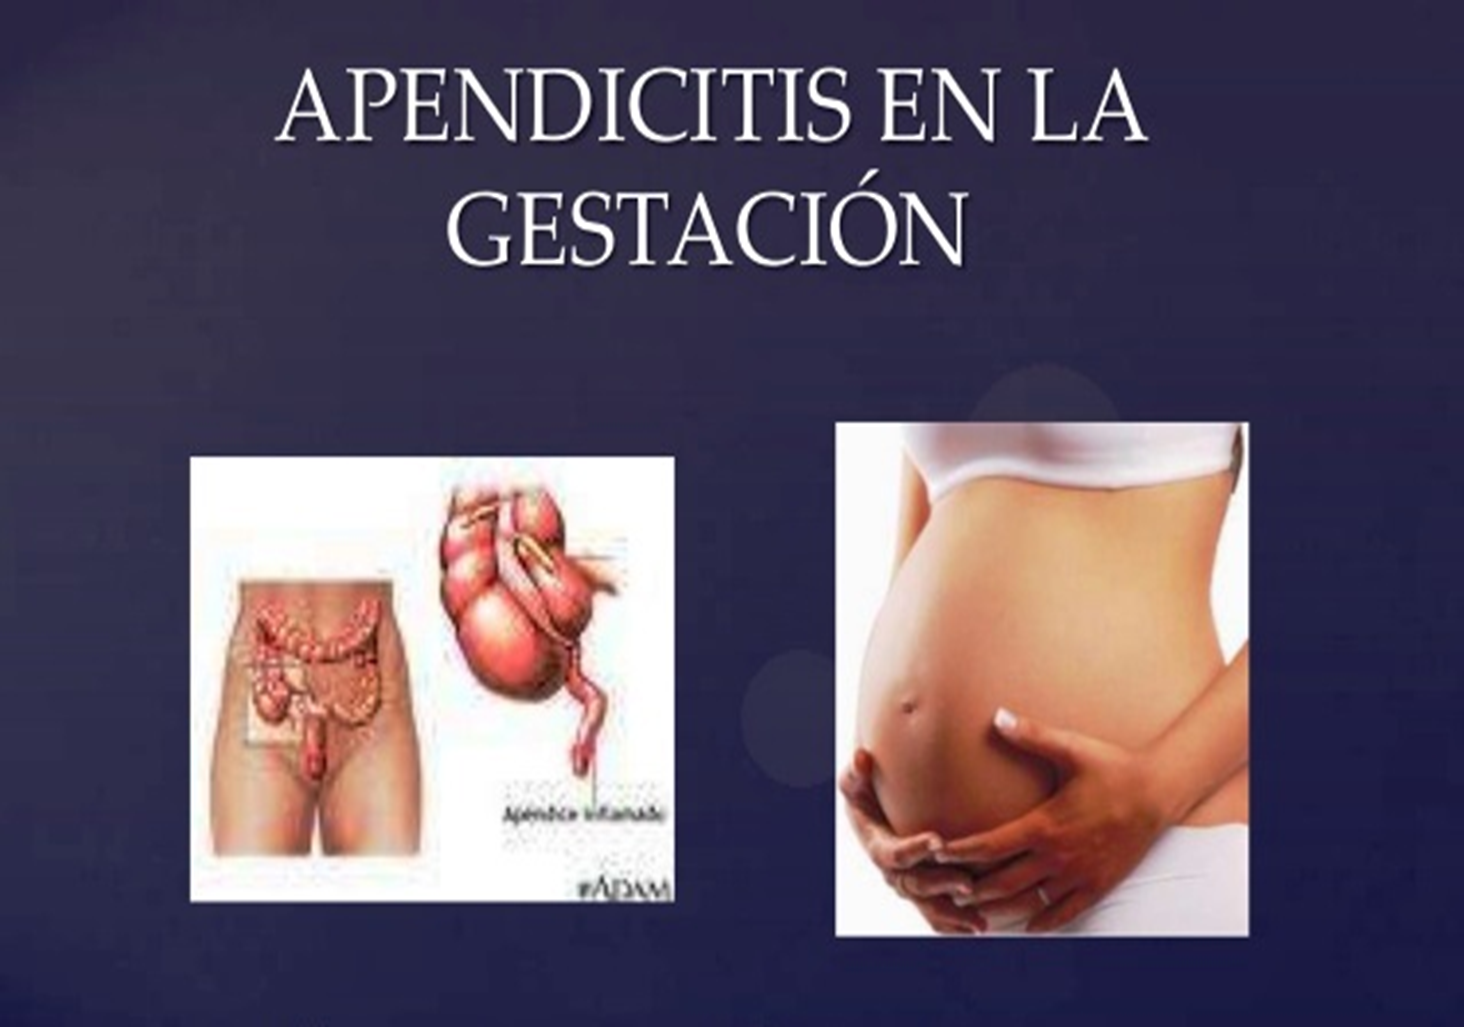 APENDICITIS EN LA
GESTACIÓN
Apéndice inflamado
ADAM